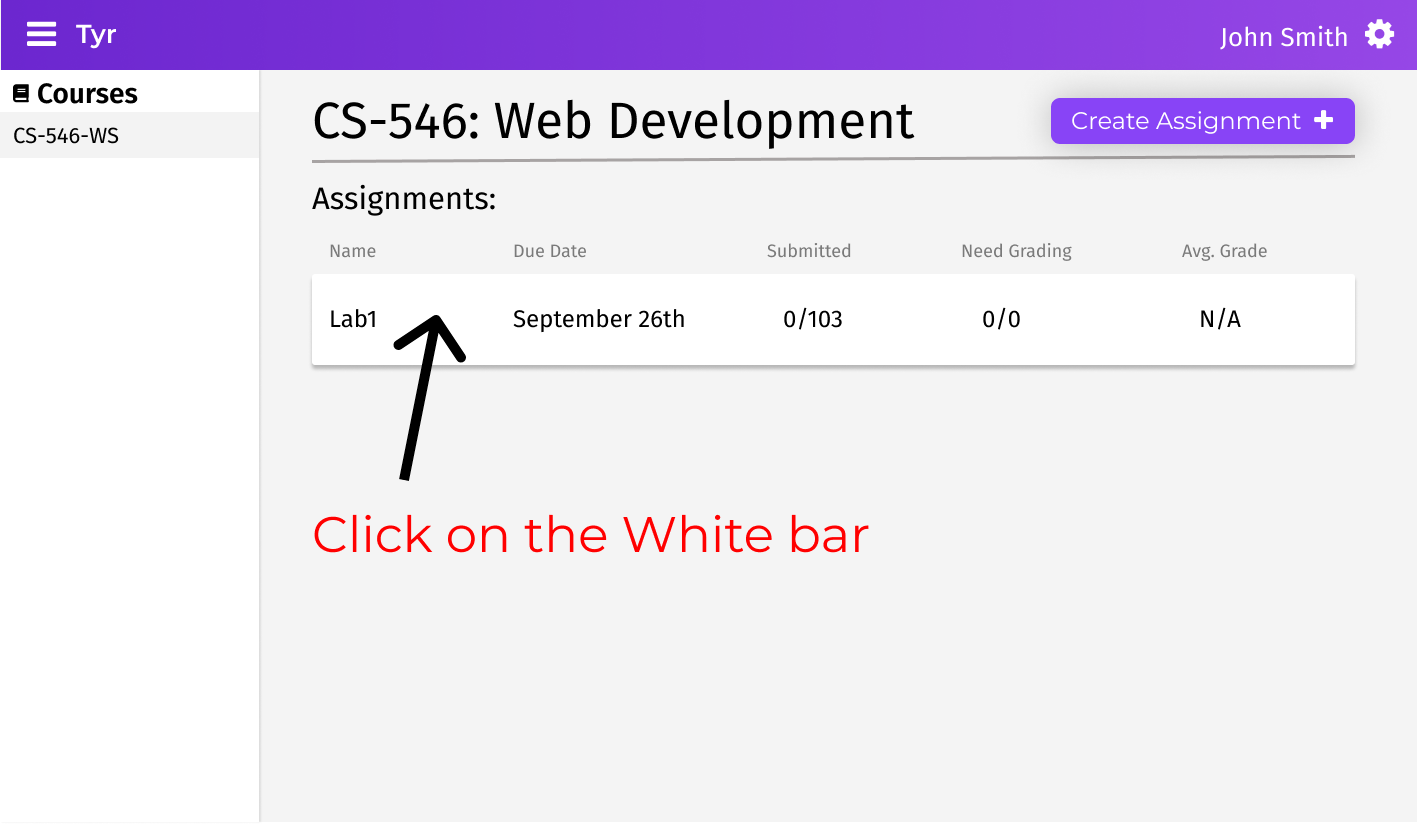 Tyr
John Smith
Courses
CS-546-WS
CS-546: Web Development
Create Assignment
Assignments:
Name Due Date Submitted Need Grading Avg. Grade
Lab1 September 26th 0/103 0/0 N/A
Click on the White bar